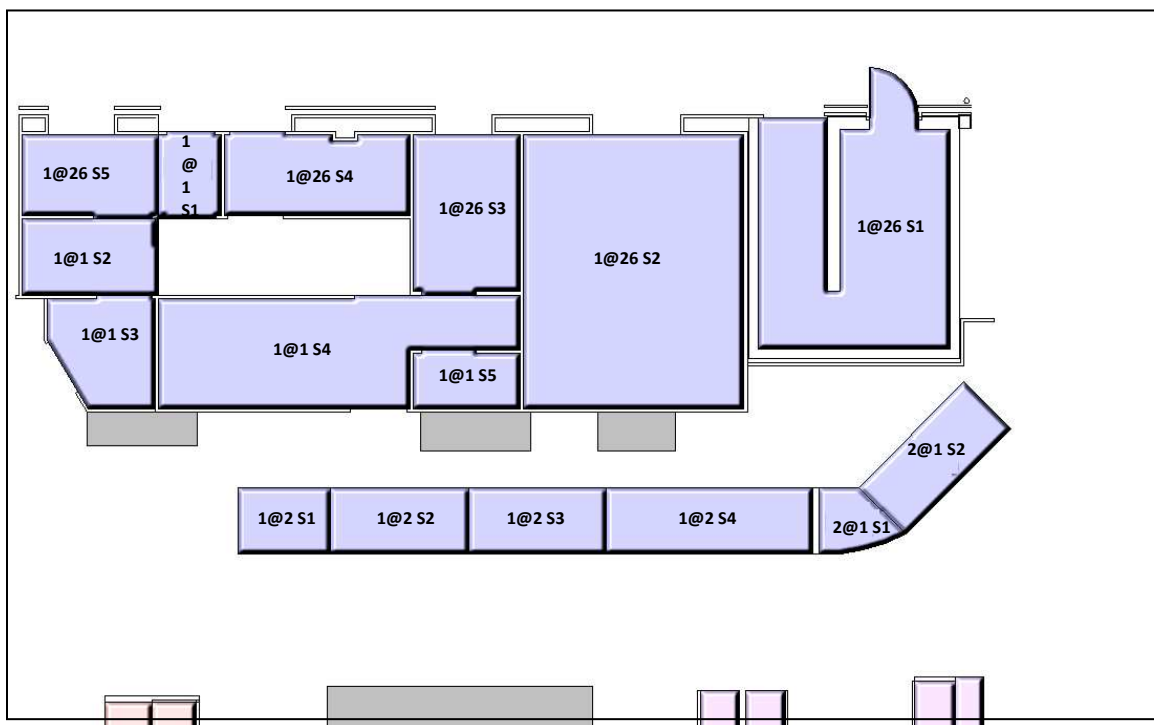 1@26 S5
1
@
1
S1
1@26 S4
1@26 S3
1@26 S2
1@26 S1
1@1 S2
1@1 S3
1@1 S4
1@1 S5
1@2 S1
1@2 S2
1@2 S3
1@2 S4
2@1 S1
2@1 S2